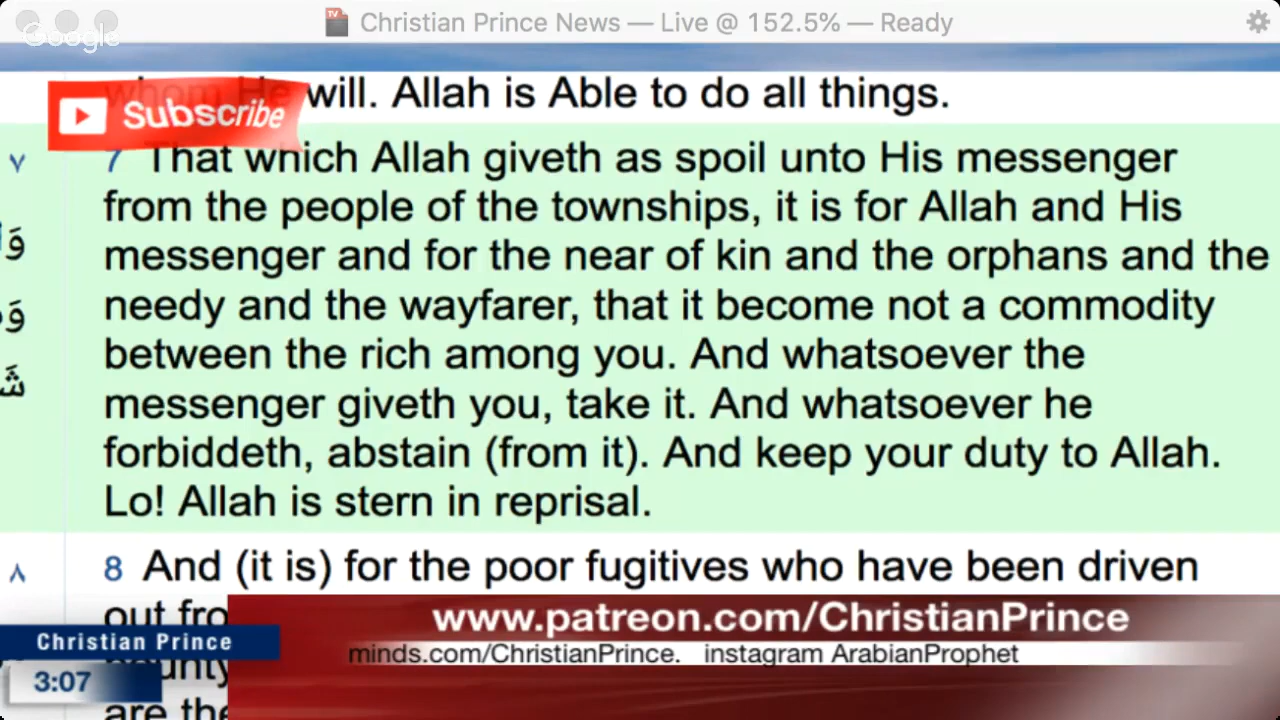 Christian Prince News — Live @ 152.5% — Ready
Google
whom He will. Allah is Able to do all things.
Subscribe
٧
7 That which Allah giveth as spoil unto His messenger
from the people of the townships, it is for Allah and His
messenger and for the near of kin and the orphans and the
needy and the wayfarer, that it become not a commodity
between the rich among you. And whatsoever the
messenger giveth you, take it. And whatsoever he
forbiddeth, abstain (from it). And keep your duty to Allah.
Lo! Allah is stern in reprisal.
٨
8 And (it is) for the poor fugitives who have been driven
out
www.patreon.com/ChristianPrince
Christian Prince
minds.com/ChristianPrince. instagram ArabianProphet
3:07
are